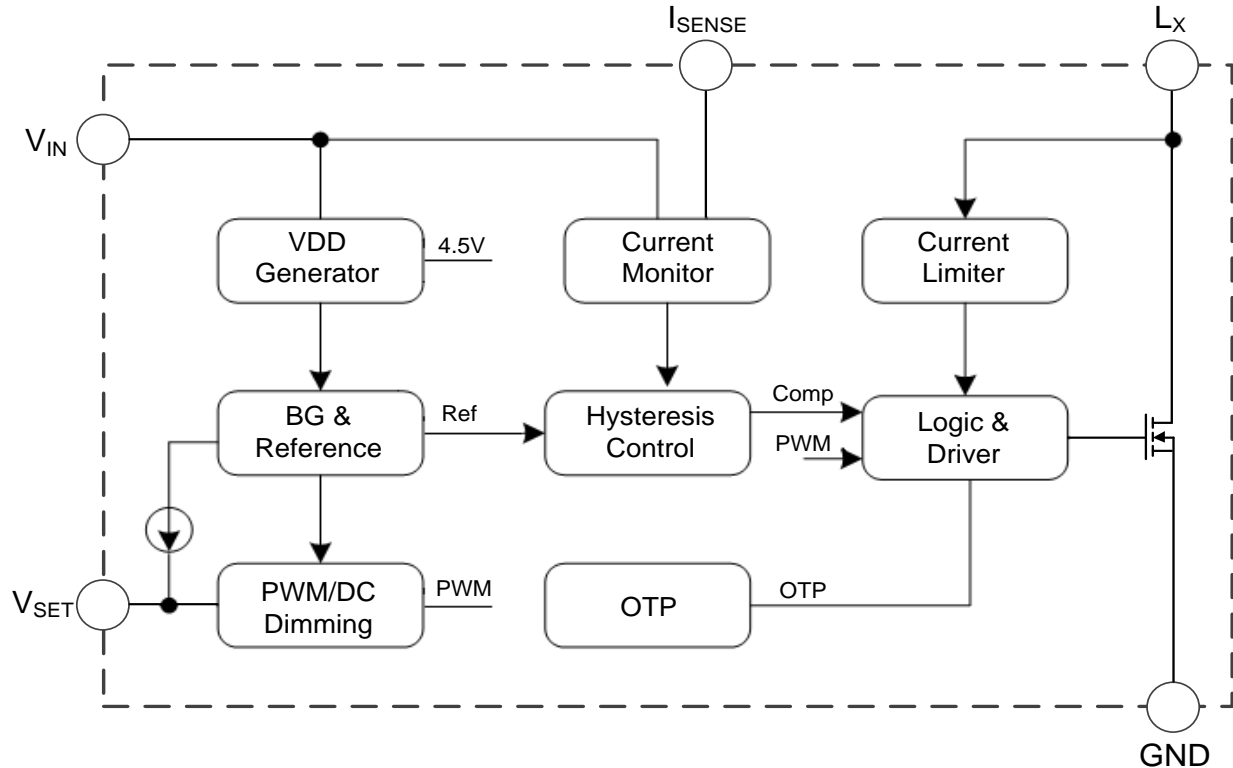 ISENSE
LX
VIN
VDD
Generator
4.5V
Current
Monitor
Current
Limiter
BG &
Reference
Ref
Hysteresis
Control
Comp
PWM
Logic &
Driver
VSET
PWM/DC
Dimming
PWM
OTP
OTP
GND